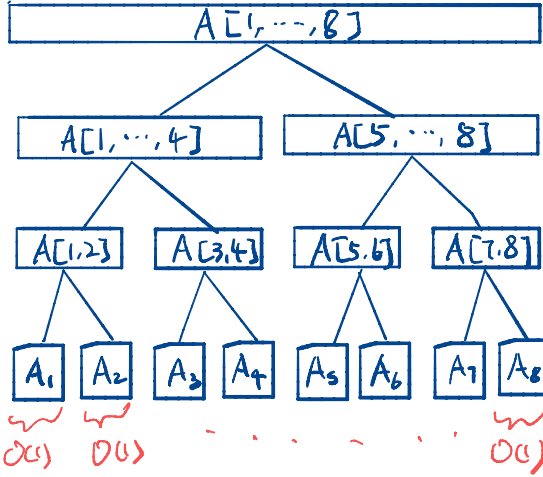 A[1,⋯,8]
A[1,⋯,4] A[5,⋯,8]
A[1,2] A[3,4] A[5,6] A[7,8]
A₁ A₂ A₃ A₄ A₅ A₆ A₇ A₈
O(1) O(1) · · · · · · O(1)